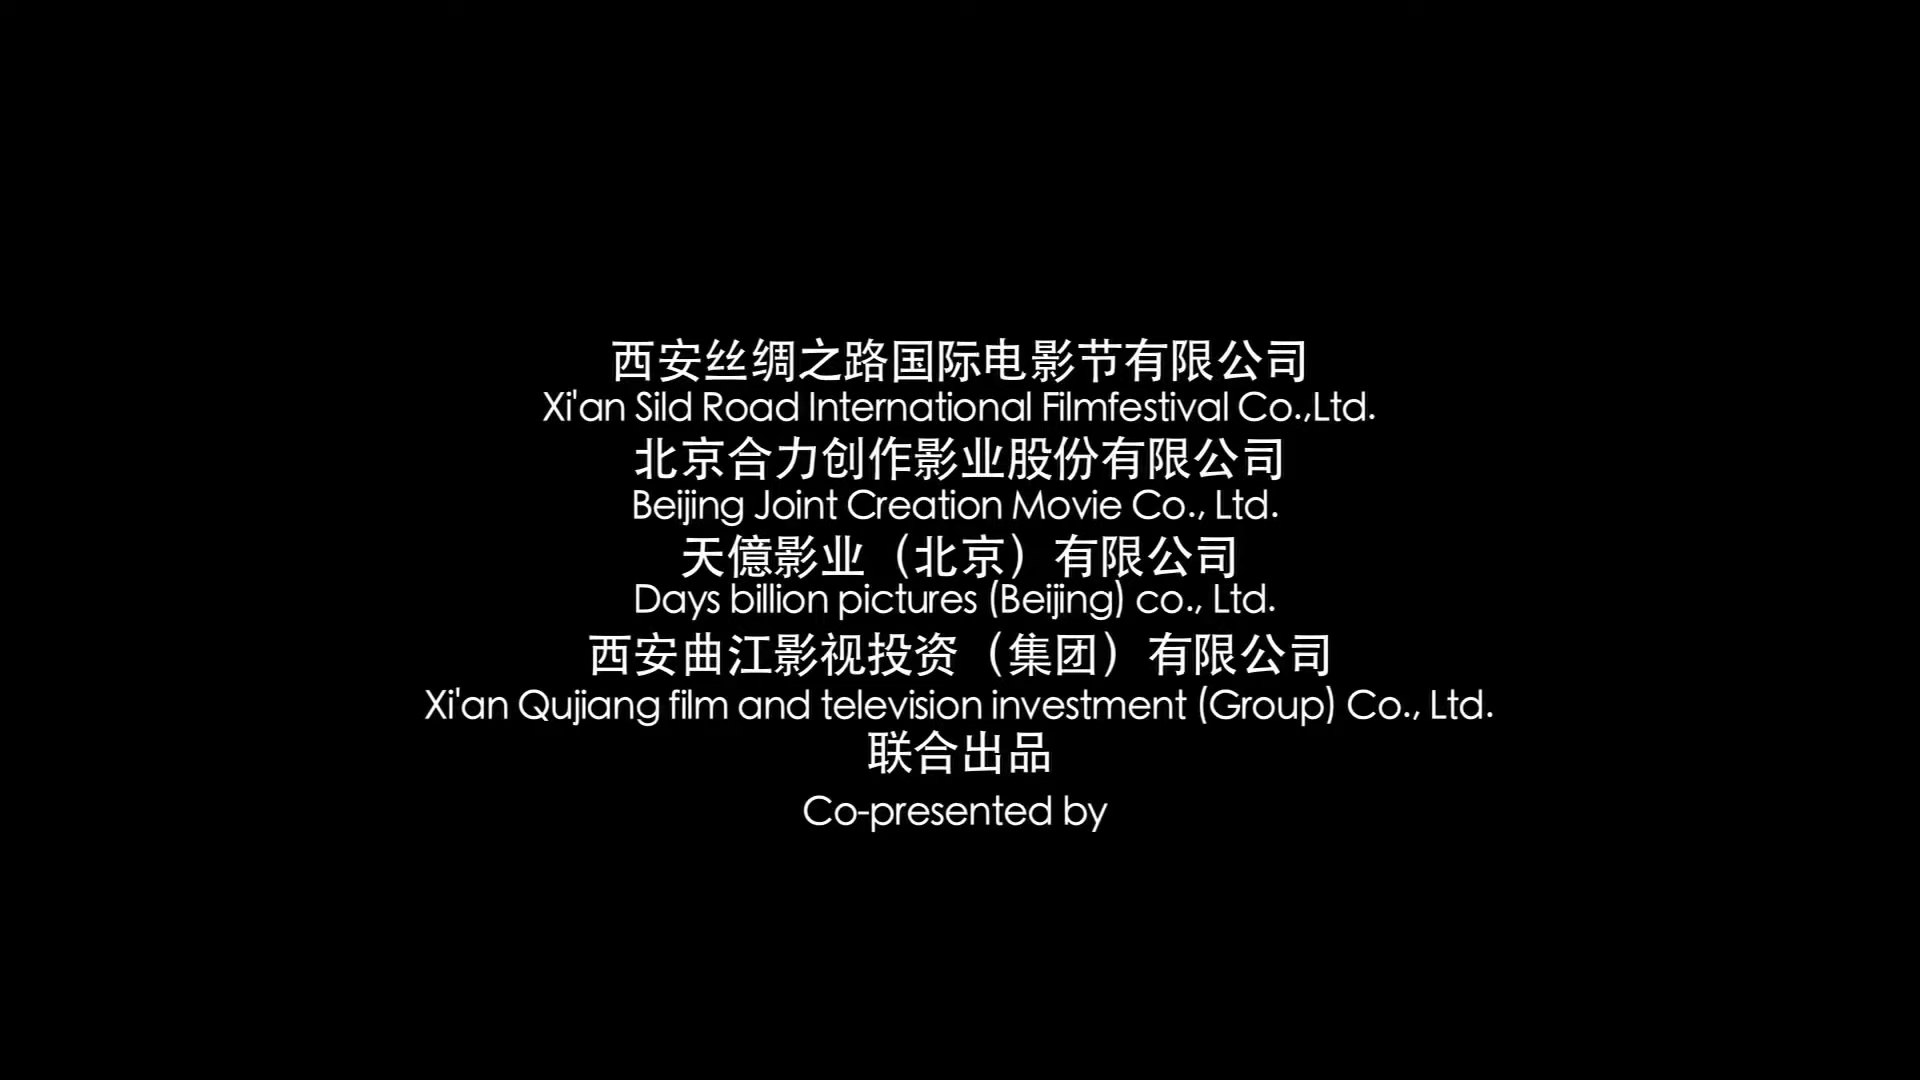 西安丝绸之路国际电影节有限公司
Xi'an Sild Road International Filmfestival Co.,Ltd.
北京合力创作影业股份有限公司
Beijing Joint Creation Movie Co., Ltd.
天億影业（北京）有限公司
Days billion pictures (Beijing) co., Ltd.
西安曲江影视投资（集团）有限公司
Xi'an Qujiang film and television investment (Group) Co., Ltd.
联合出品
Co-presented by